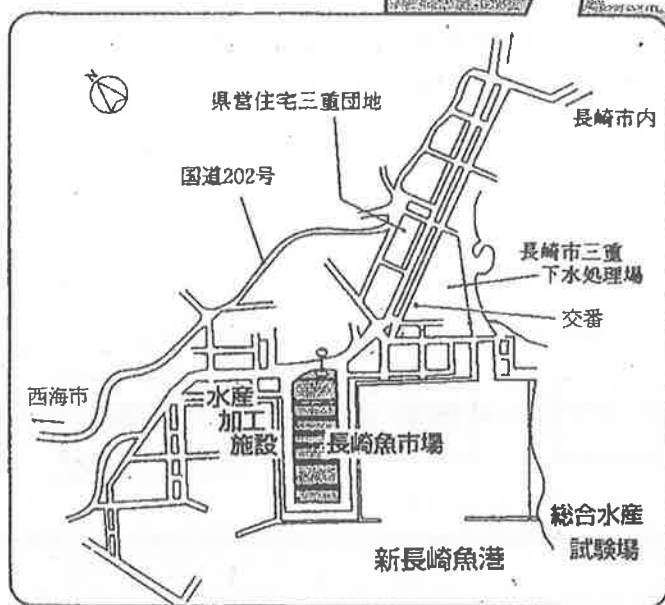 N
県営住宅三重団地
長崎市内
国道202号
長崎市三重
下水処理場
交番
西海市
水産
加工
施設
長崎魚市場
総合水産
試験場
新長崎魚港